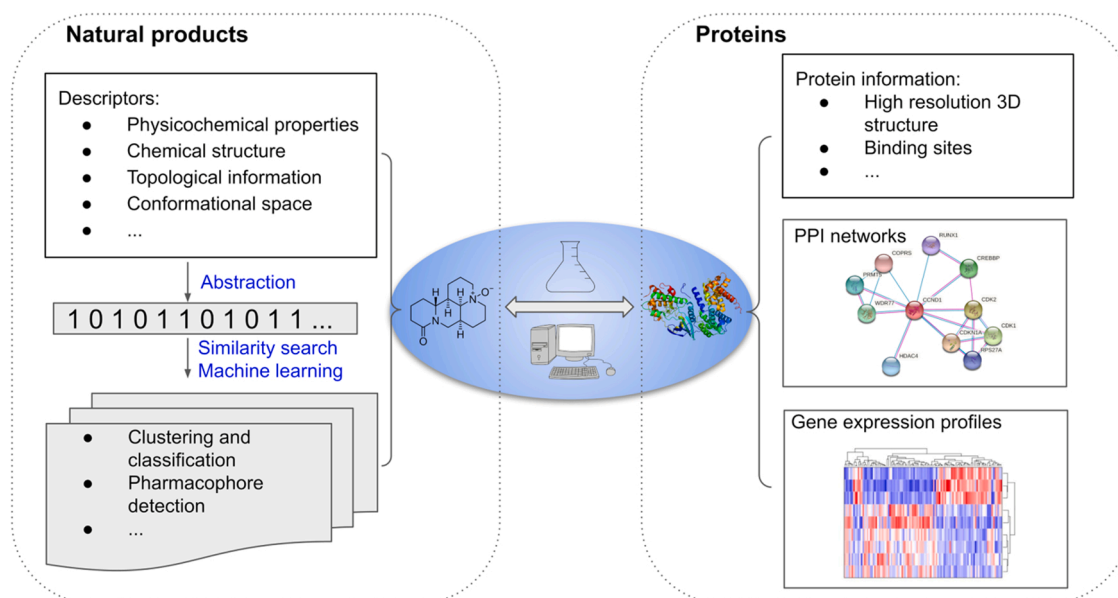 Natural products
Descriptors:
● Physicochemical properties
● Chemical structure
● Topological information
● Conformational space
● ...
Abstraction
1 0 1 0 1 1 0 1 0 1 1 ...
Similarity search
Machine learning
● Clustering and
classification
● Pharmacophore
detection
● ...
H
H
H
H
N
N
+
O
-
O
Proteins
Protein information:
● High resolution 3D
structure
● Binding sites
● ...
PPI networks
RUNX1
COPRS
CREBBP
PRMT5
WDR77
CCND1
CDK2
CDKN1A
CDK1
RPS27A
HDAC4
Gene expression profiles